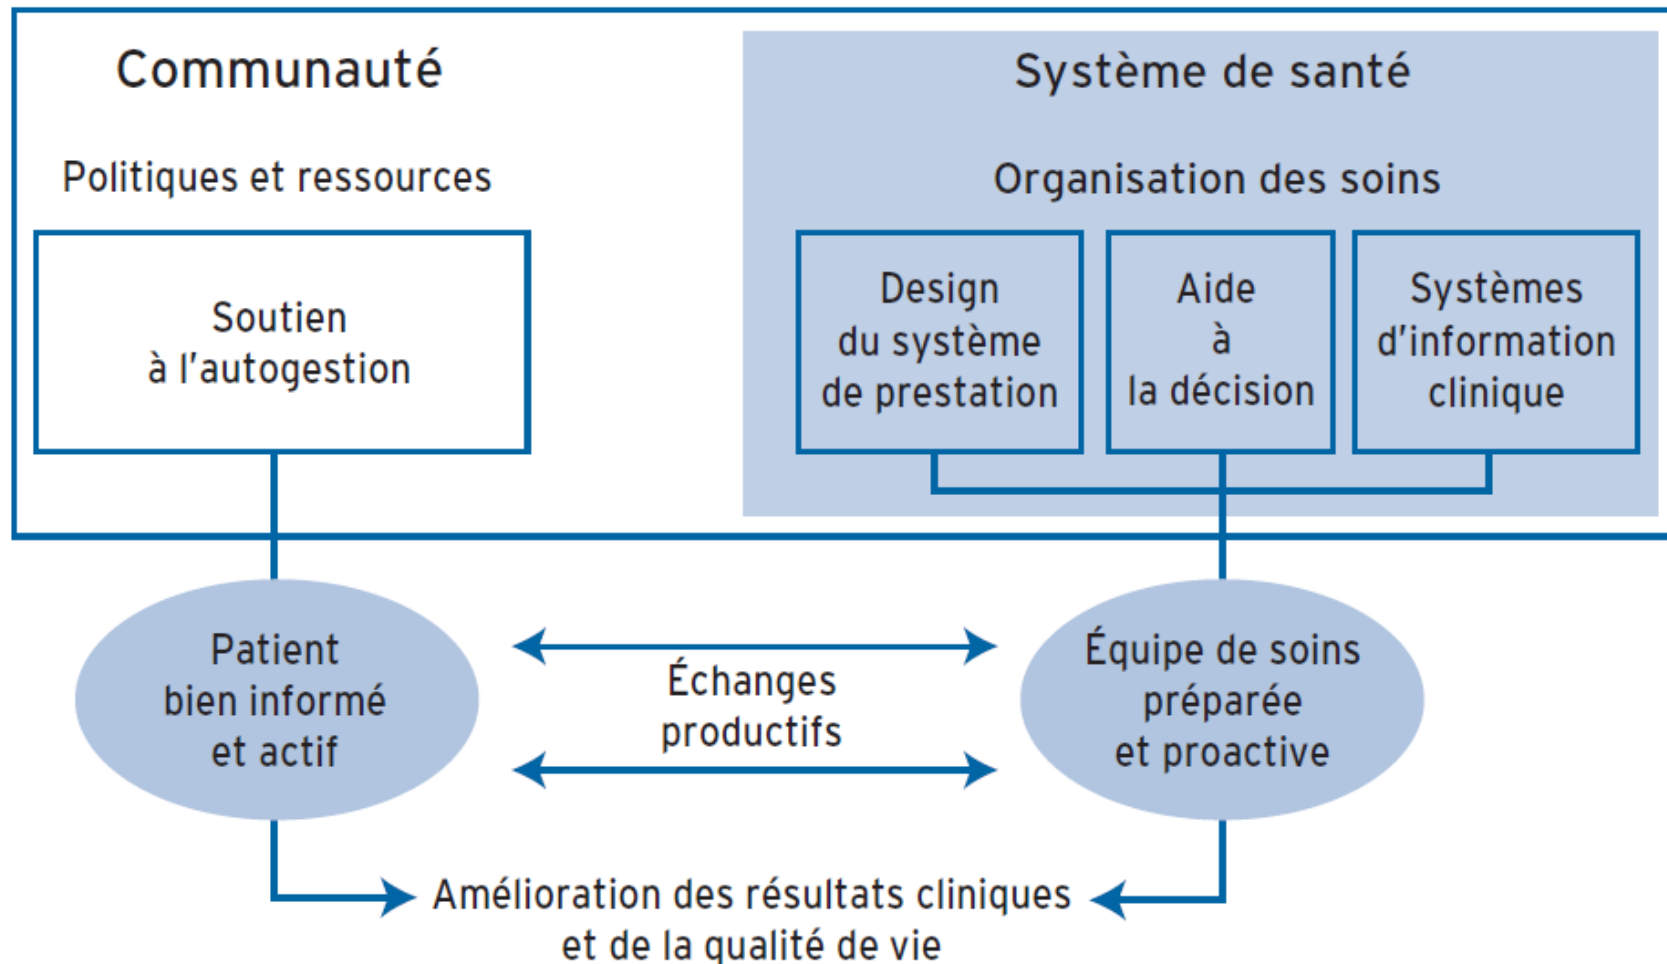 Communauté
Politiques et ressources
Soutien
à l'autogestion
Système de santé
Organisation des soins
Design
du système
de prestation
Aide
à
la décision
Systèmes
d'information
clinique
Patient
bien informé
et actif
Échanges
productifs
Équipe de soins
préparée
et proactive
Amélioration des résultats cliniques
et de la qualité de vie